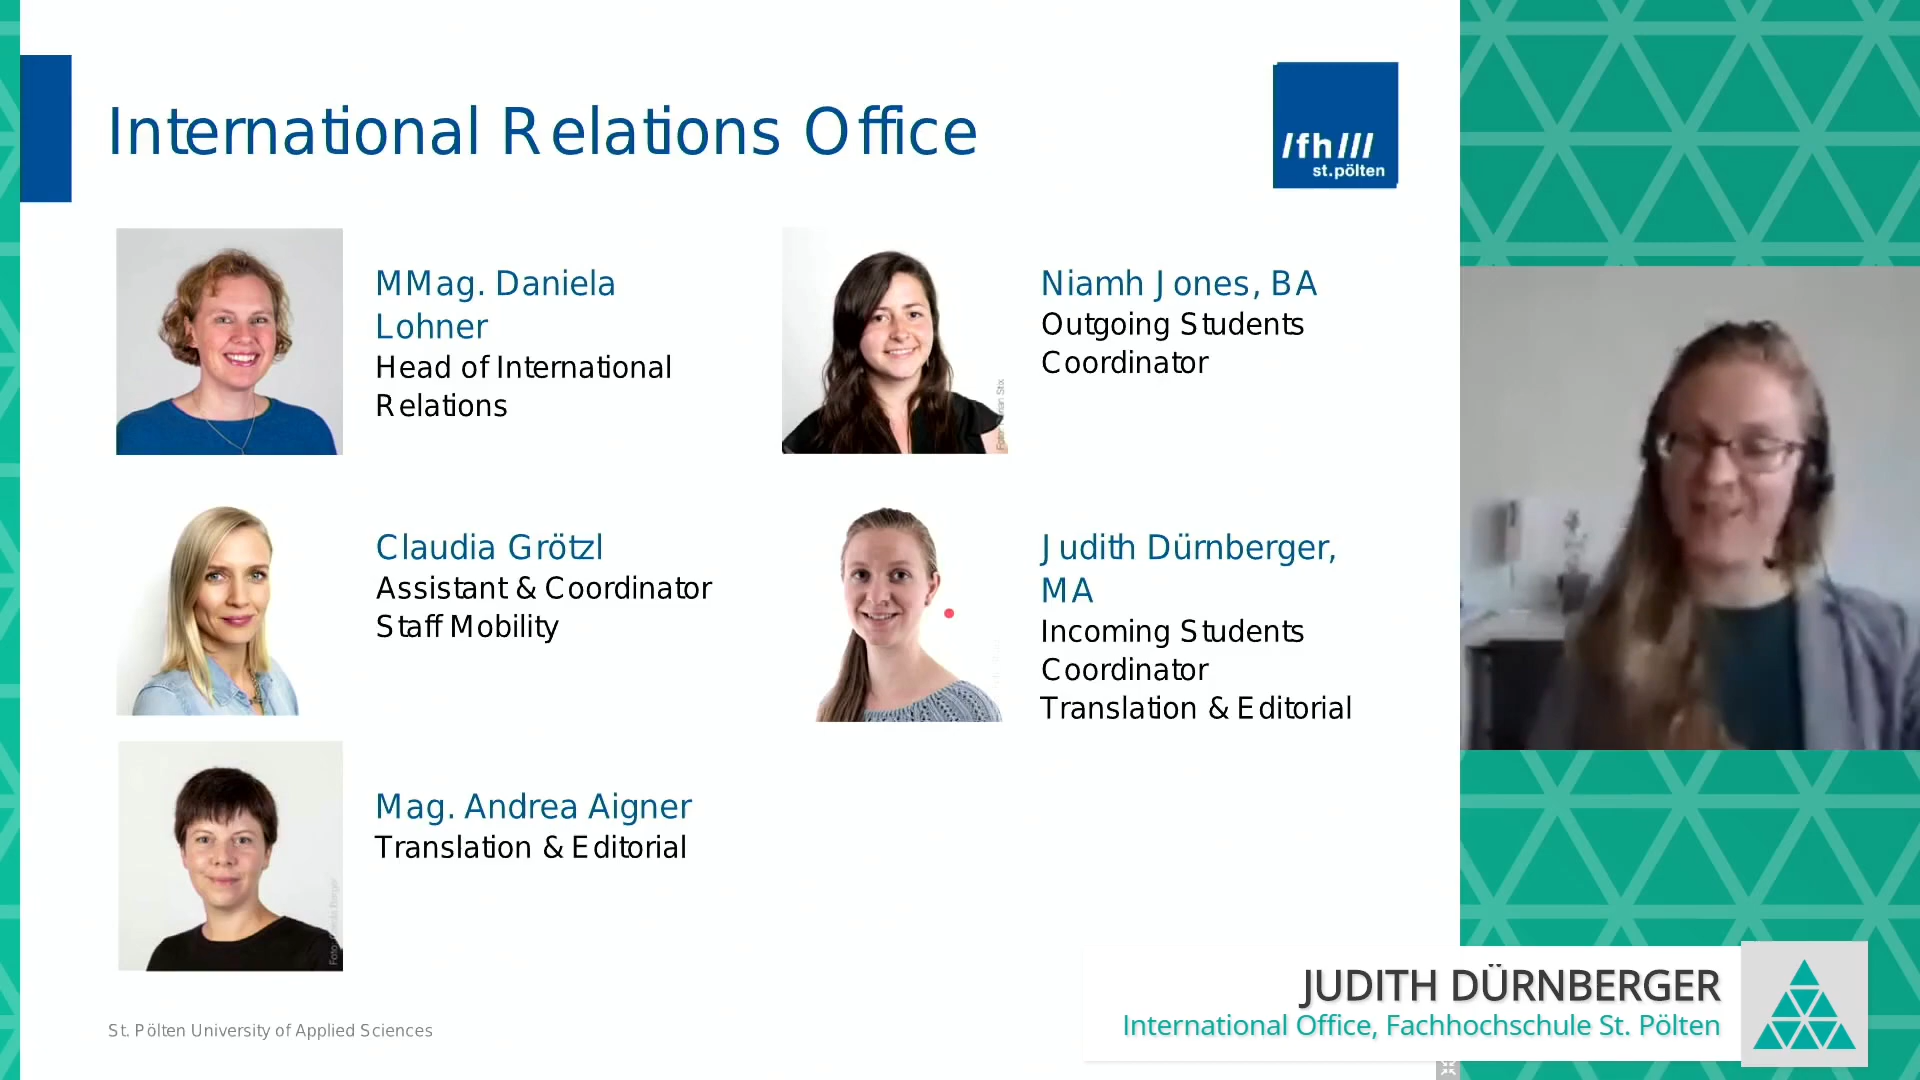 International Relations Office
/fh///
st.pölten
MMag. Daniela
Lohner
Head of International
Relations
Niamh Jones, BA
Outgoing Students
Coordinator
Claudia Grötzl
Assistant & Coordinator
Staff Mobility
Judith Dürnberger,
MA
Incoming Students
Coordinator
Translation & Editorial
Mag. Andrea Aigner
Translation & Editorial
St. Pölten University of Applied Sciences
JUDITH DÜRNBERGER
International Office, Fachhochschule St. Pölten